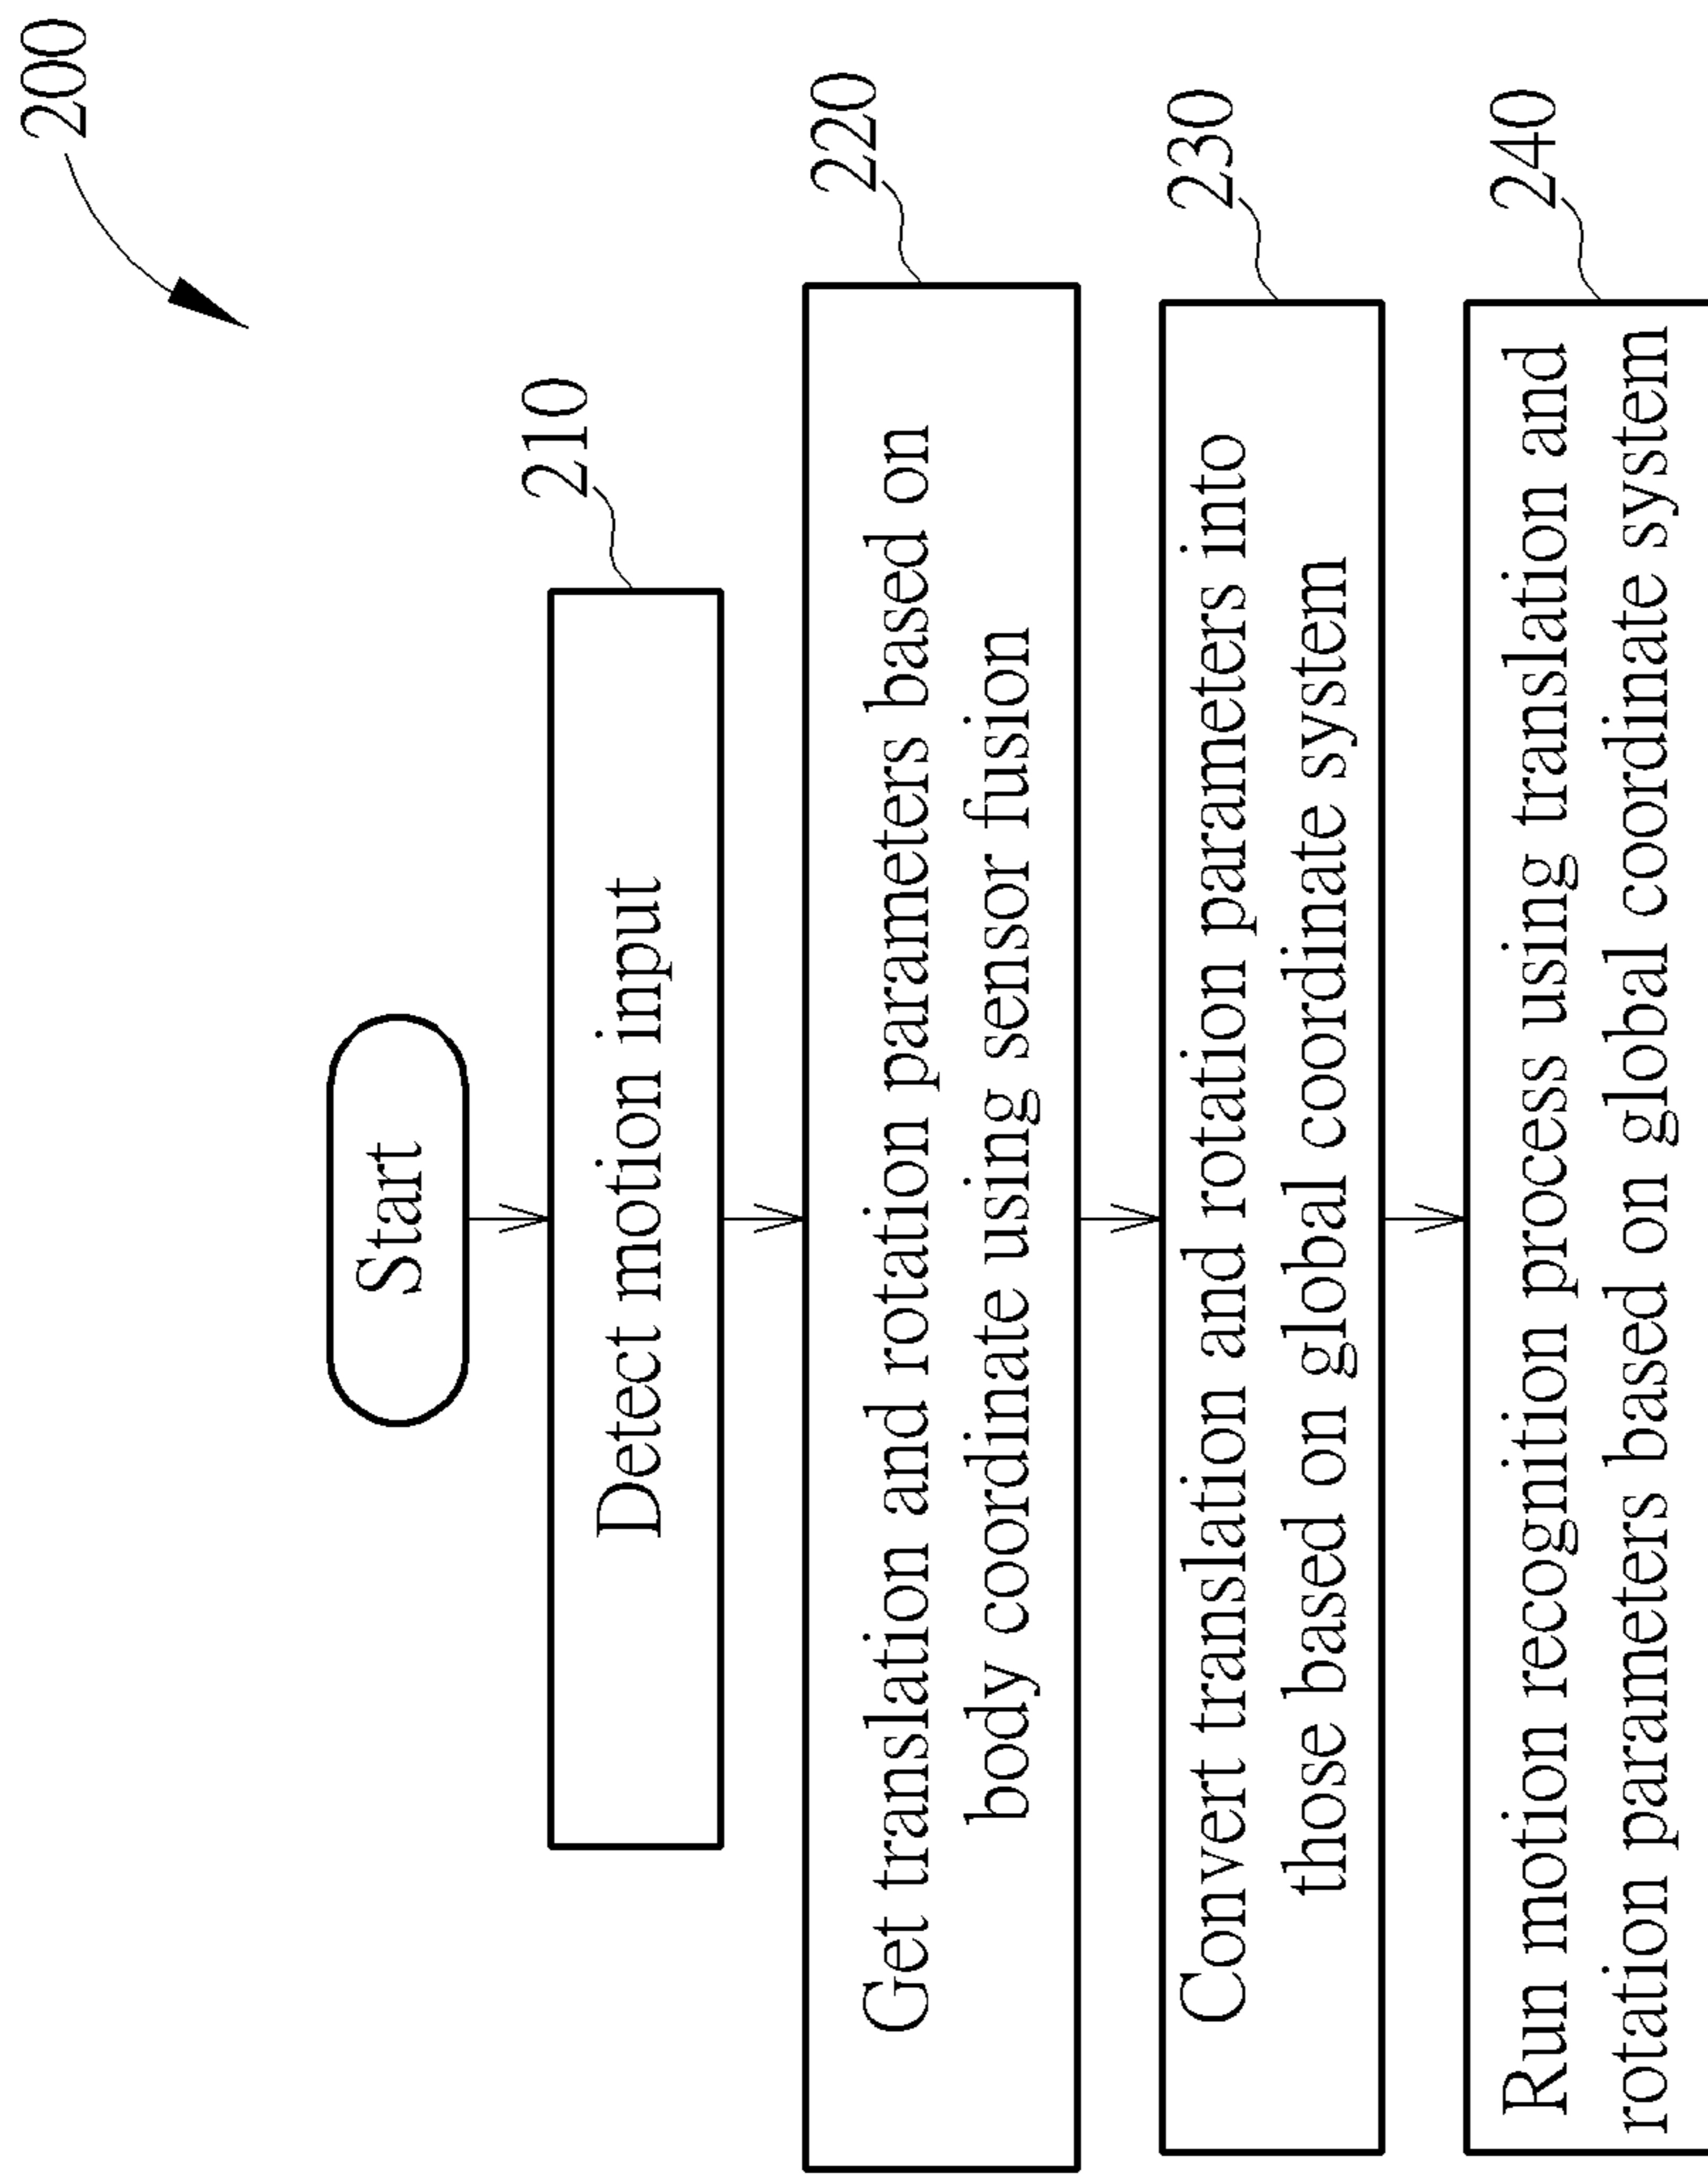 200
Start
210
Detect motion input
220
Get translation and rotation parameters based on
body coordinate using sensor fusion
230
Convert translation and rotation parameters into
those based on global coordinate system
240
Run motion recognition process using translation and
rotation parameters based on global coordinate system